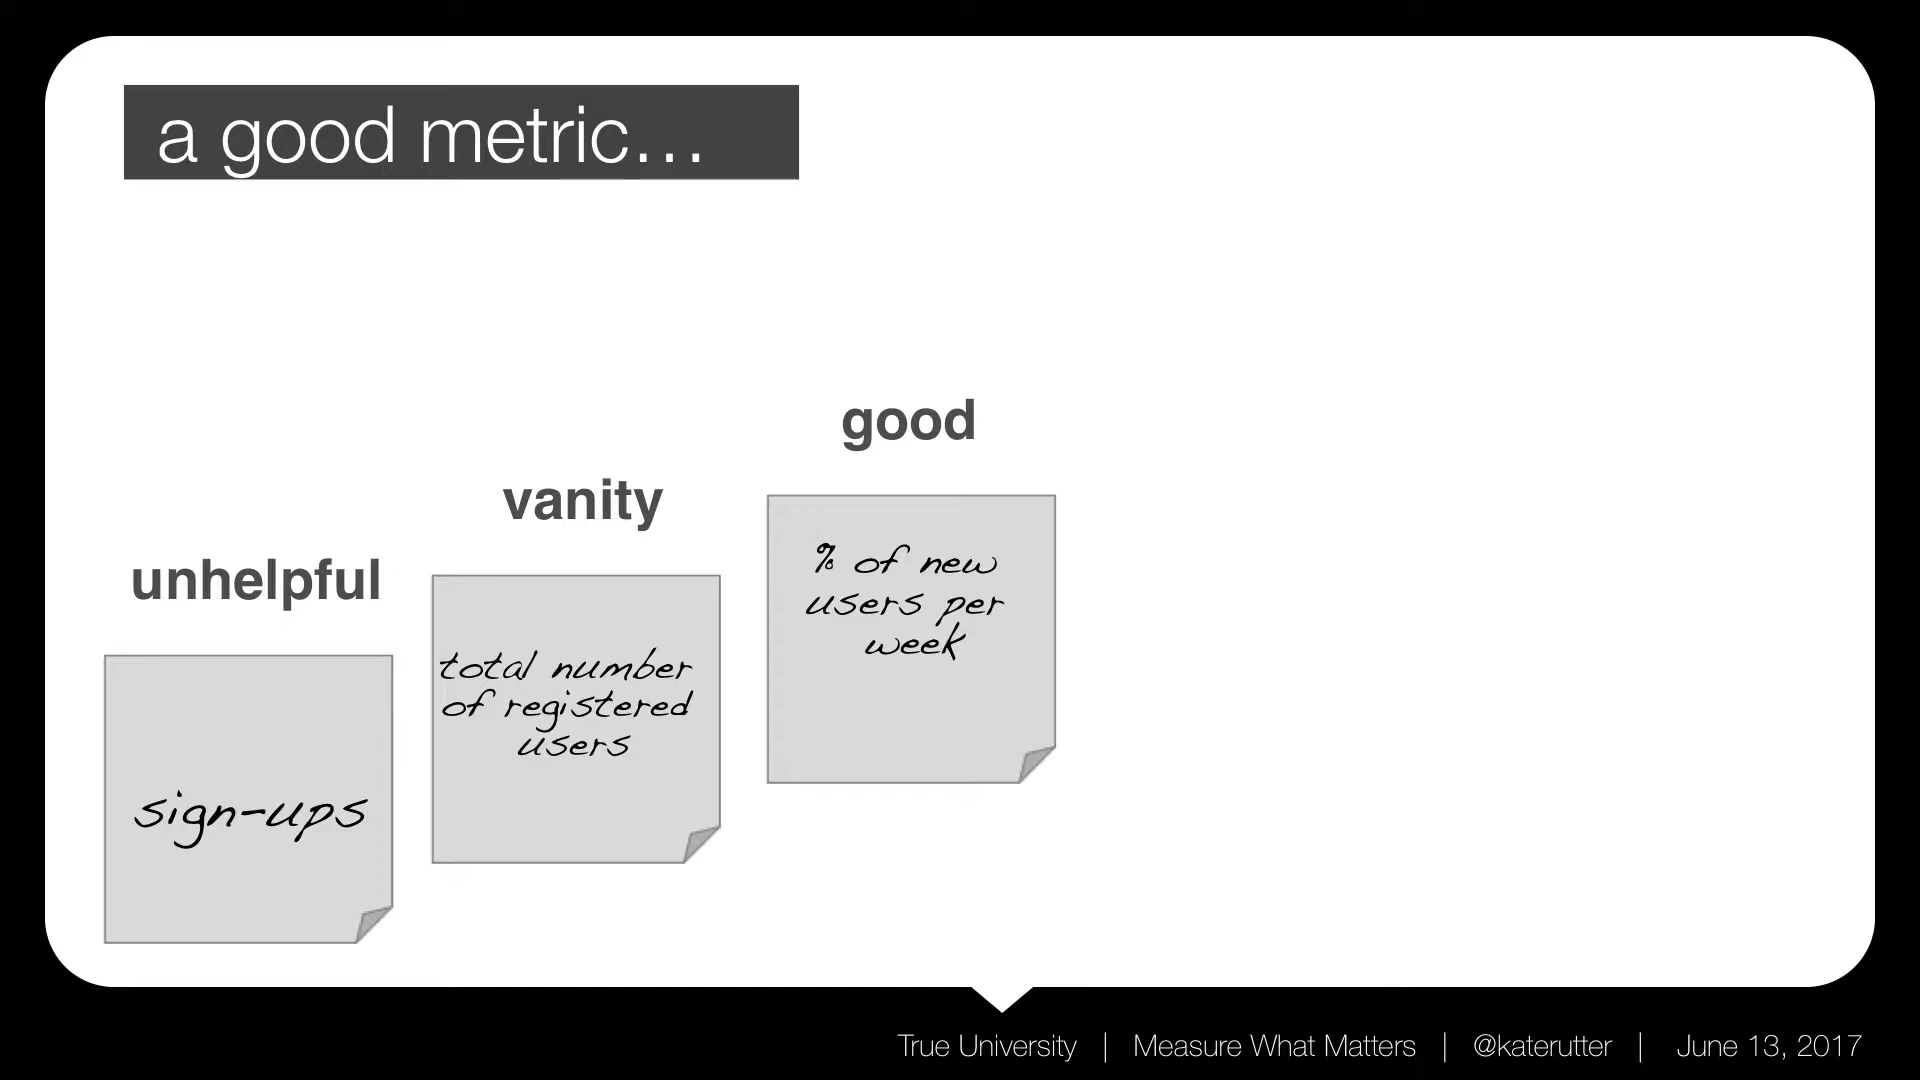 a good metric...
good
vanity
unhelpful
% of new
users per
week
total number
of registered
users
sign-ups
True University | Measure What Matters | @katerutter | June 13, 2017